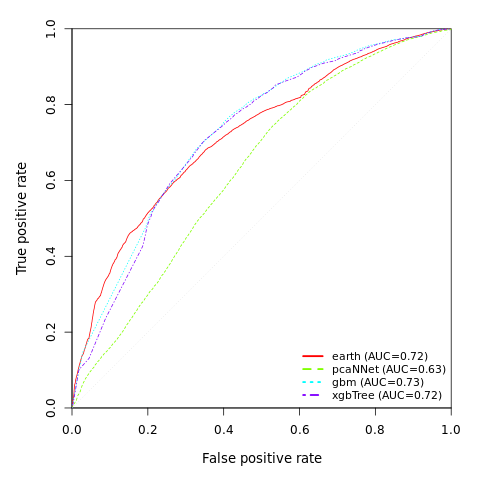 1.0
0.8
0.6
0.4
0.2
0.0
True positive rate
earth (AUC=0.72)
pcaNNet (AUC=0.63)
gbm (AUC=0.73)
xgbTree (AUC=0.72)
0.0 0.2 0.4 0.6 0.8 1.0
False positive rate